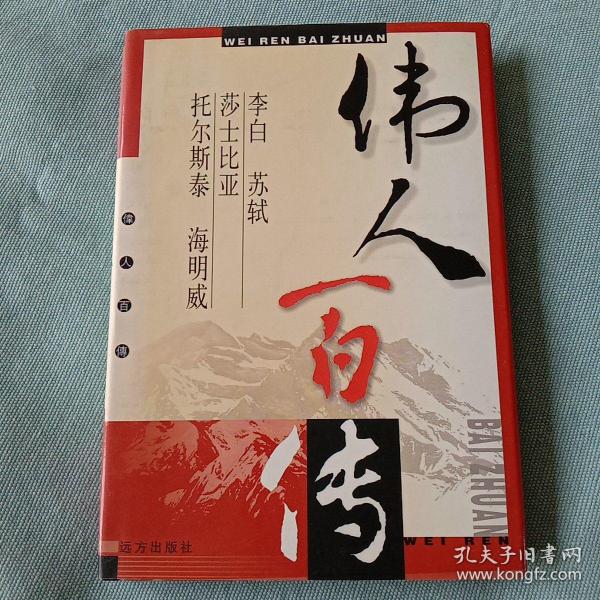 WEI REN BAI ZHUAN
伟人百传
李白 苏轼
莎士比亚
托尔斯泰 海明威
偉人百傳
BAI ZHUAN
WEI REN
远方出版社
孔夫子旧书网
www.kongfz.com